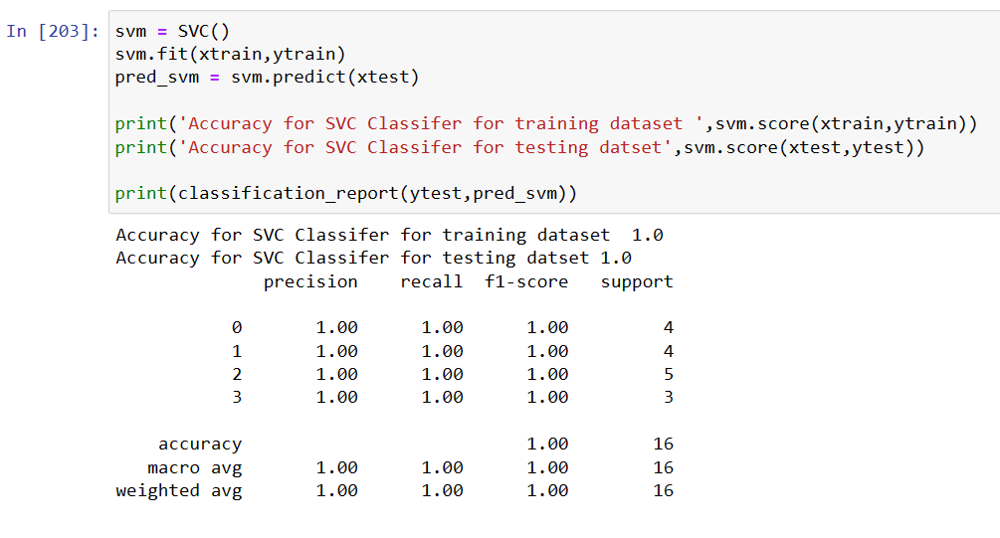 In [203]: svm = SVC()
svm.fit(xtrain,ytrain)
pred_svm = svm.predict(xtest)
print('Accuracy for SVC Classifer for training dataset ',svm.score(xtrain,ytrain))
print('Accuracy for SVC Classifer for testing datset',svm.score(xtest,ytest))
print(classification_report(ytest,pred_svm))
Accuracy for SVC Classifer for training dataset  1.0
Accuracy for SVC Classifer for testing datset 1.0
precision recall f1-score support
0 1.00 1.00 1.00 4
1 1.00 1.00 1.00 4
2 1.00 1.00 1.00 5
3 1.00 1.00 1.00 3
accuracy 1.00 16
macro avg 1.00 1.00 1.00 16
weighted avg 1.00 1.00 1.00 16